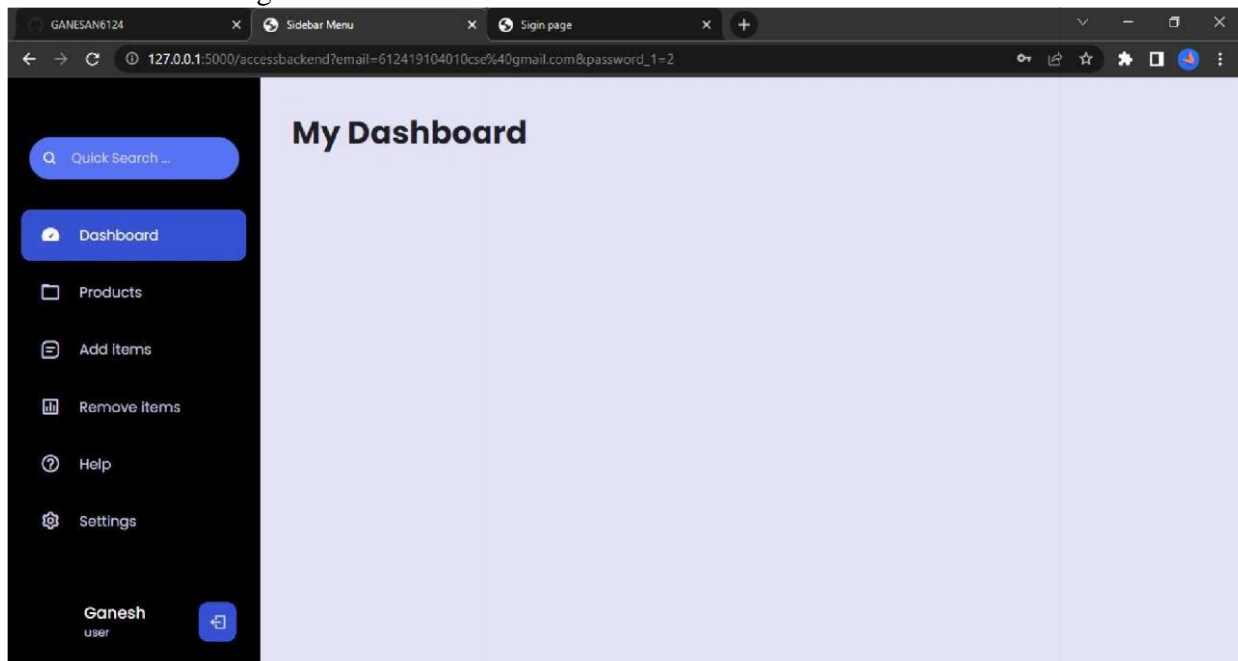 GANESAN6124
Sidebar Menu
Sigin page
127.0.0.1:5000/accessbackend?email=612419104010cse%40gmail.com&password_1=2
My Dashboard
Quick Search ...
Dashboard
Products
Add items
Remove items
Help
Settings
Ganesh
user